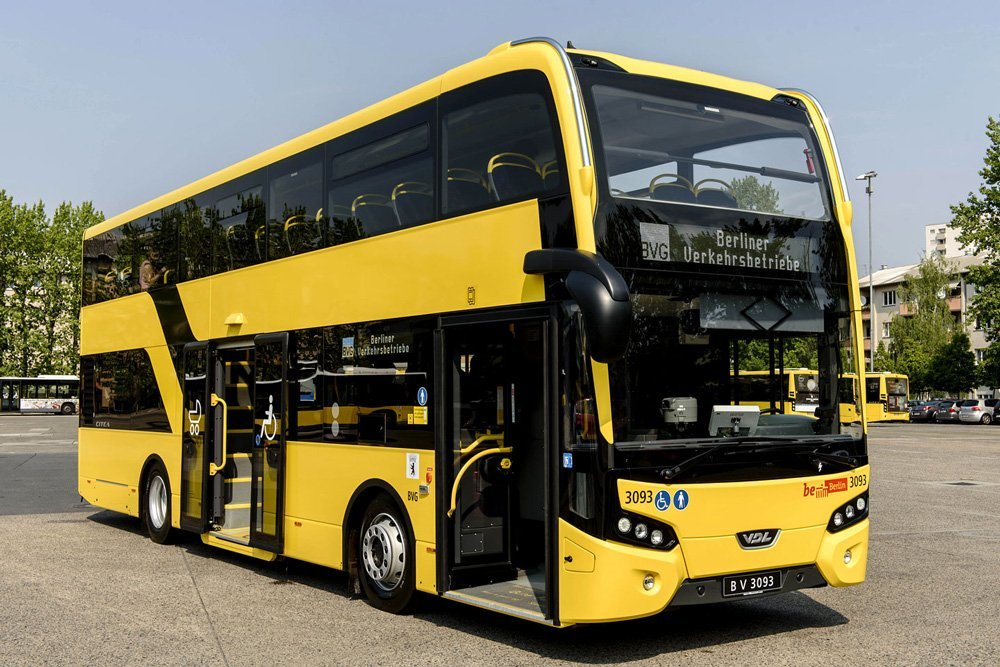 BVG
Berliner
Verkehrsbetriebe
BVG
Berliner
Verkehrsbetriebe
CITEA
BVG
3093
be Berlin
3093
VDL
B V 3093